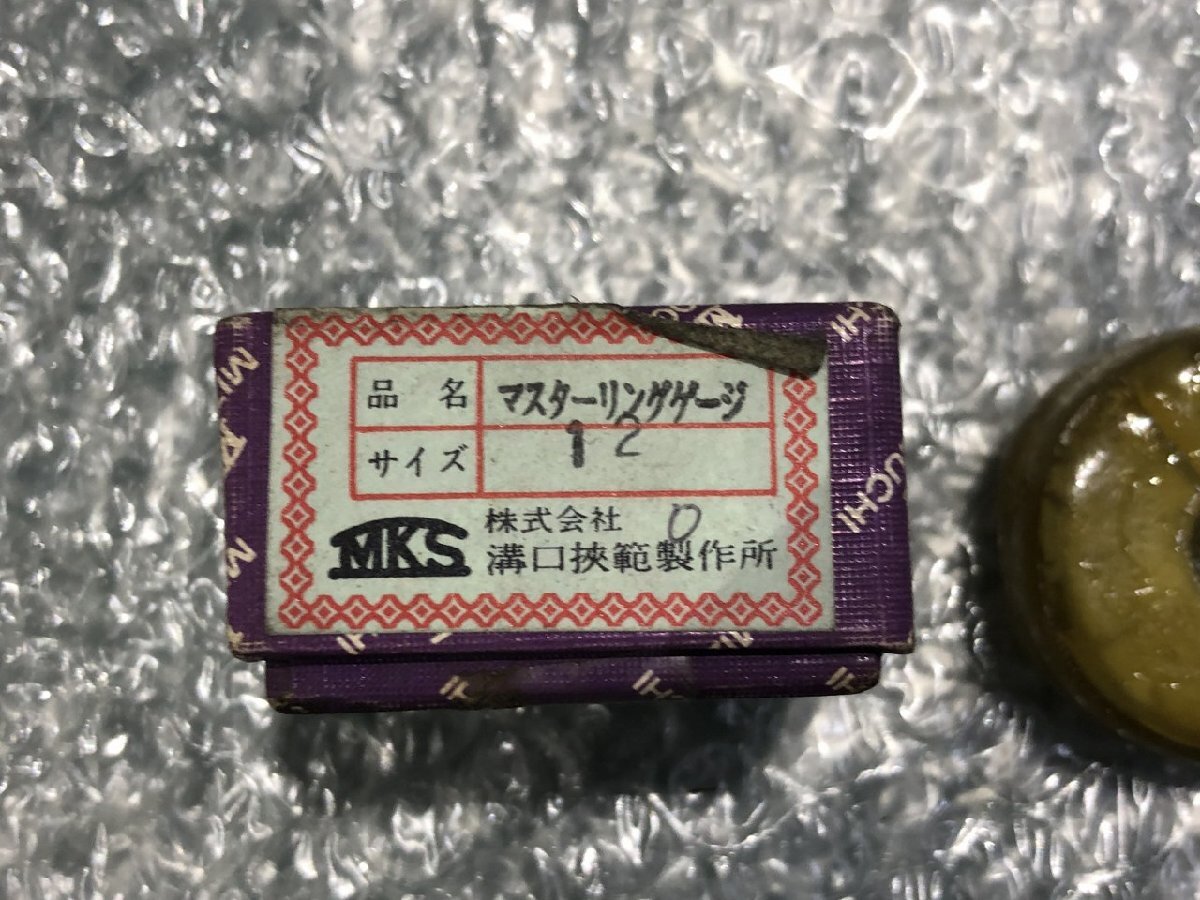 品名 マスターリングゲージ
サイズ 12
MKS 株式会社 0
溝口挾範製作所
UCHI